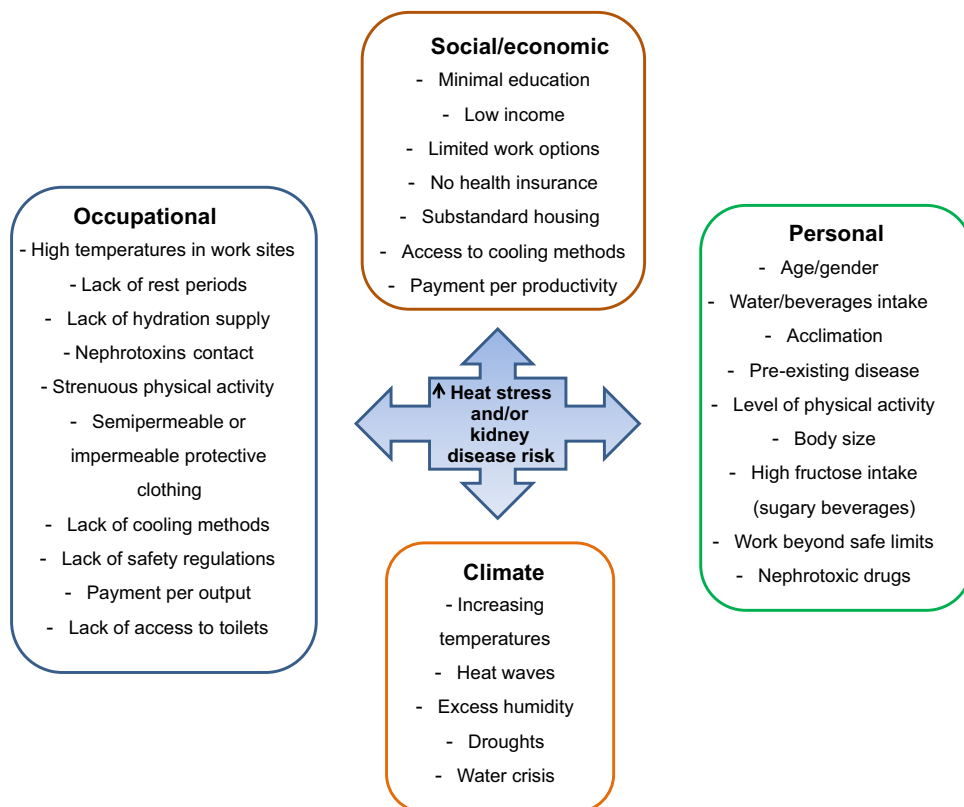 Social/economic
- Minimal education
- Low income
- Limited work options
- No health insurance
- Substandard housing
- Access to cooling methods
- Payment per productivity
Occupational
- High temperatures in work sites
- Lack of rest periods
- Lack of hydration supply
- Nephrotoxins contact
- Strenuous physical activity
- Semipermeable or
impermeable protective
clothing
- Lack of cooling methods
- Lack of safety regulations
- Payment per output
- Lack of access to toilets
↑ Heat stress
and/or
kidney
disease risk
Personal
- Age/gender
- Water/beverages intake
- Acclimation
- Pre-existing disease
- Level of physical activity
- Body size
- High fructose intake
(sugary beverages)
- Work beyond safe limits
- Nephrotoxic drugs
Climate
- Increasing
temperatures
- Heat waves
- Excess humidity
- Droughts
- Water crisis